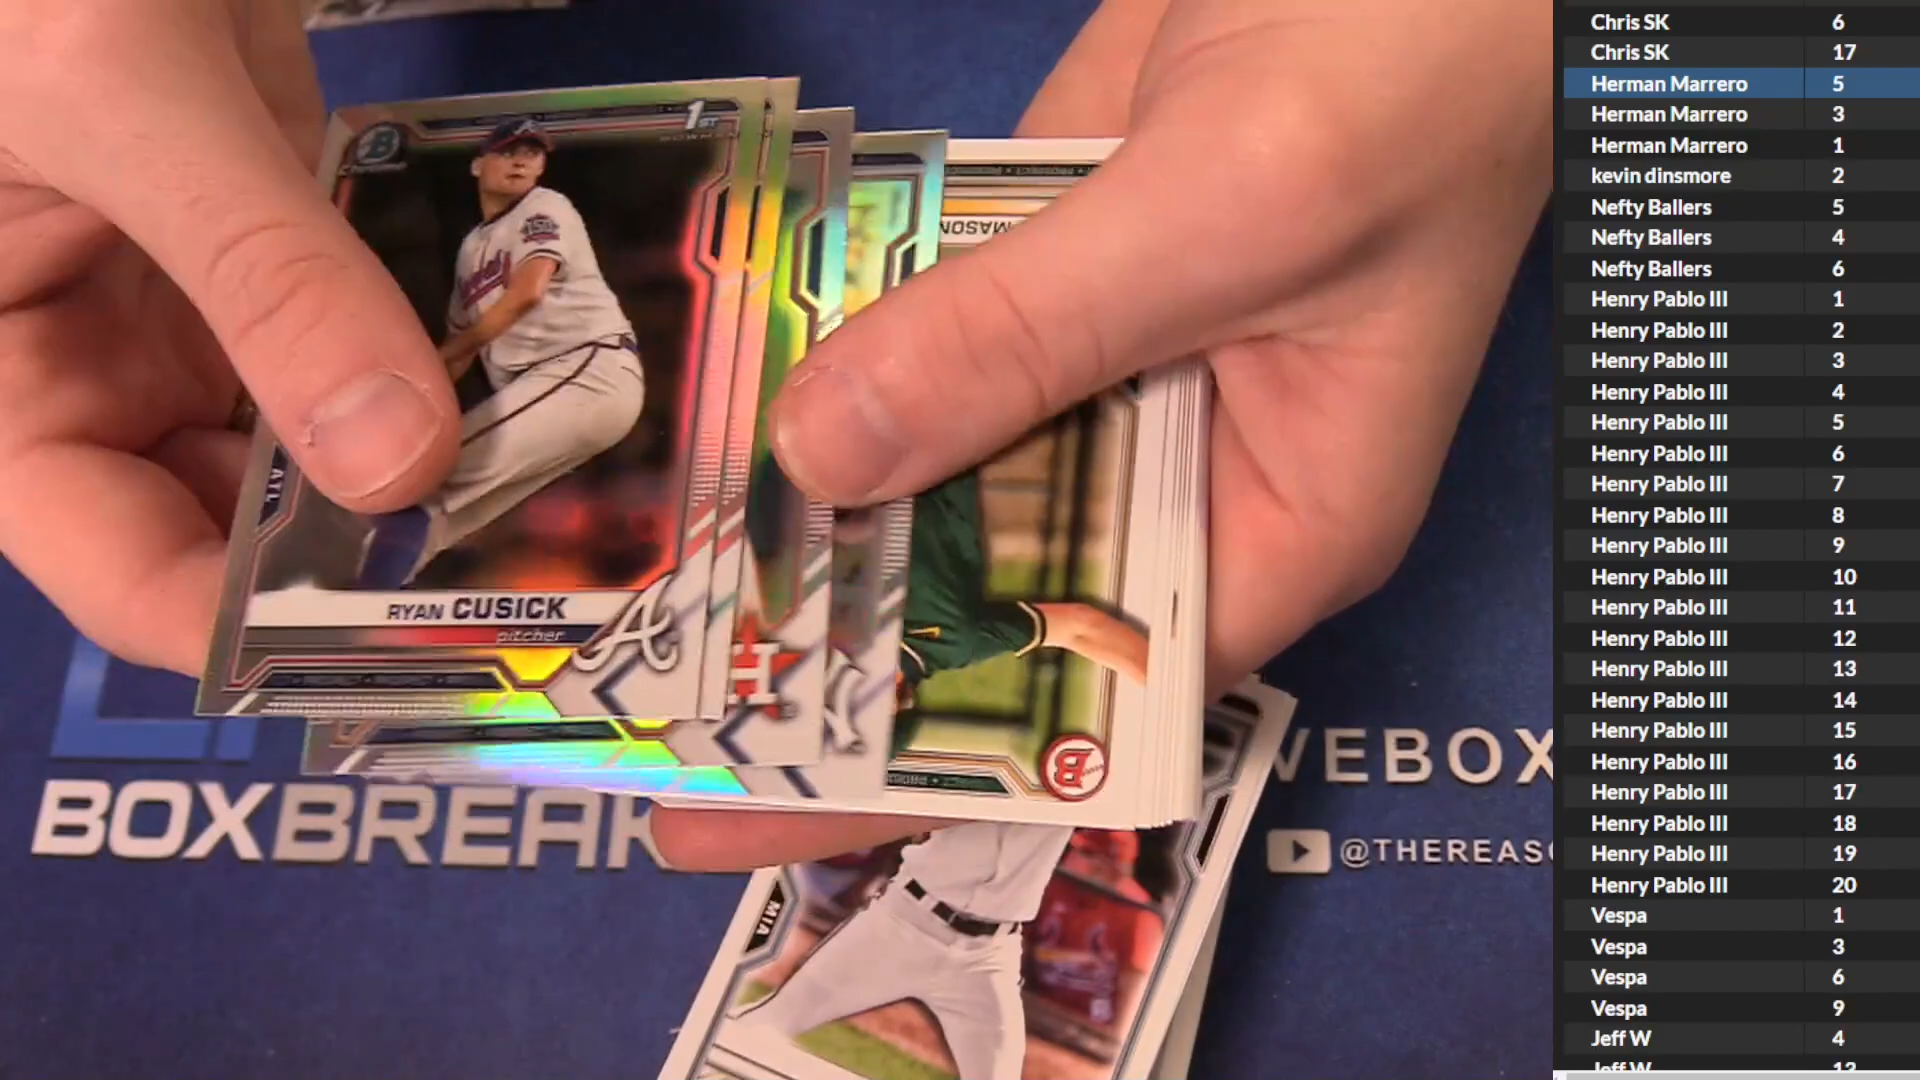 1ST
BOWMAN
B
Chrome
MASON
ATL
RYAN CUSICK
pitcher
A
H
B
MIA
BOXBREAK
VEBOX
@THEREAS
Chris SK 6
Chris SK 17
Herman Marrero 5
Herman Marrero 3
Herman Marrero 1
kevin dinsmore 2
Nefty Ballers 5
Nefty Ballers 4
Nefty Ballers 6
Henry Pablo III 1
Henry Pablo III 2
Henry Pablo III 3
Henry Pablo III 4
Henry Pablo III 5
Henry Pablo III 6
Henry Pablo III 7
Henry Pablo III 8
Henry Pablo III 9
Henry Pablo III 10
Henry Pablo III 11
Henry Pablo III 12
Henry Pablo III 13
Henry Pablo III 14
Henry Pablo III 15
Henry Pablo III 16
Henry Pablo III 17
Henry Pablo III 18
Henry Pablo III 19
Henry Pablo III 20
Vespa 1
Vespa 3
Vespa 6
Vespa 9
Jeff W 4
Jeff W